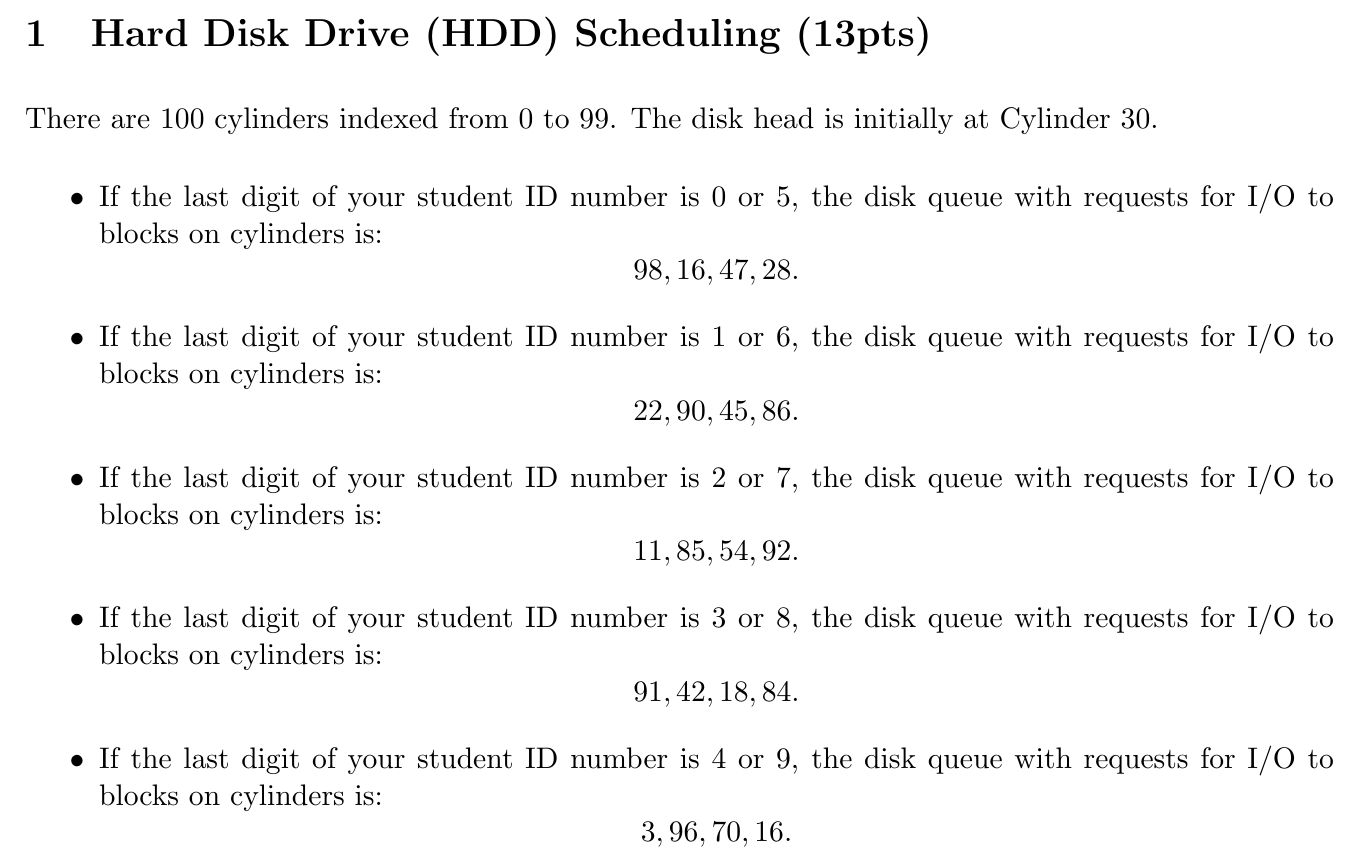 1 Hard Disk Drive (HDD) Scheduling (13pts)
There are 100 cylinders indexed from 0 to 99. The disk head is initially at Cylinder 30.
• If the last digit of your student ID number is 0 or 5, the disk queue with requests for I/O to
blocks on cylinders is:
98, 16, 47, 28.
• If the last digit of your student ID number is 1 or 6, the disk queue with requests for I/O to
blocks on cylinders is:
22, 90, 45, 86.
• If the last digit of your student ID number is 2 or 7, the disk queue with requests for I/O to
blocks on cylinders is:
11, 85, 54, 92.
• If the last digit of your student ID number is 3 or 8, the disk queue with requests for I/O to
blocks on cylinders is:
91, 42, 18, 84.
• If the last digit of your student ID number is 4 or 9, the disk queue with requests for I/O to
blocks on cylinders is:
3, 96, 70, 16.